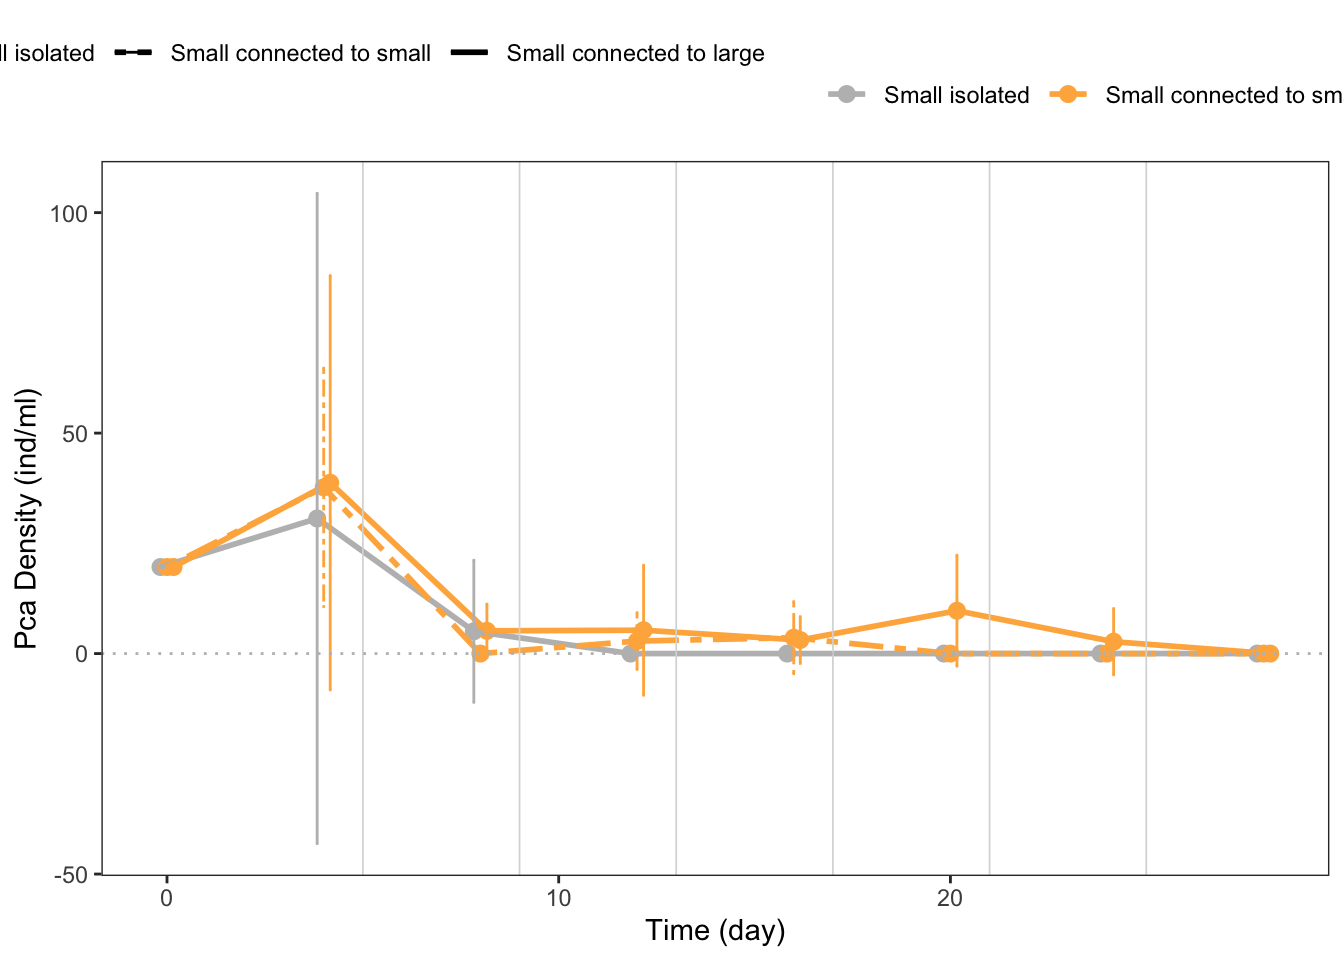 ll isolated Small connected to small Small connected to large
Small isolated Small connected to sm
100
50
0
-50
Pca Density (ind/ml)
0 10 20
Time (day)